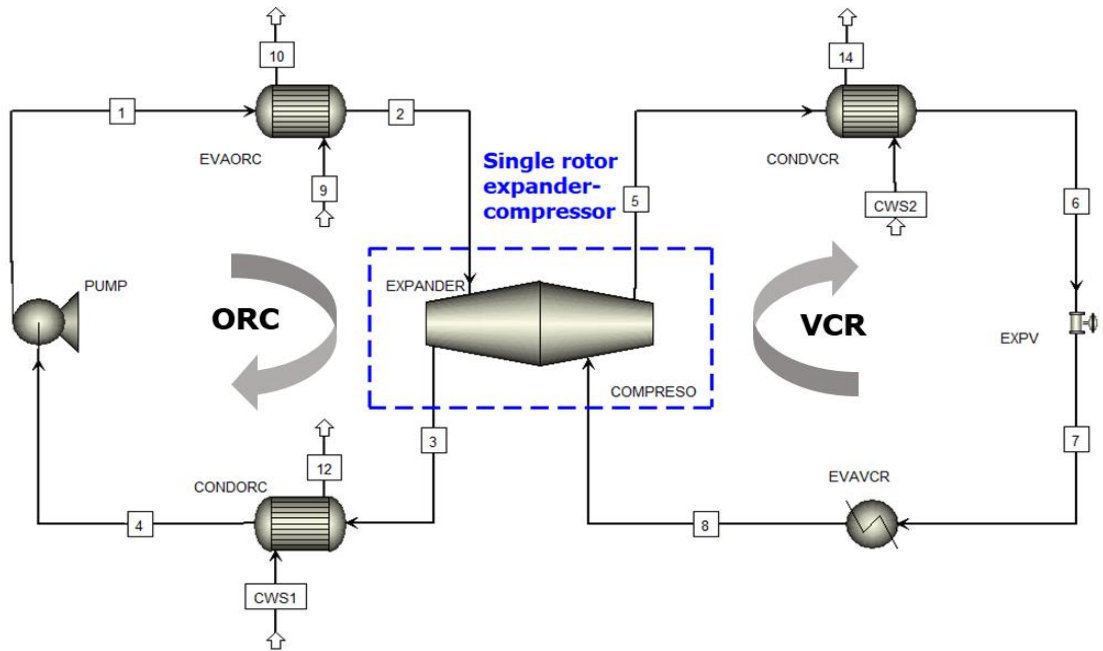 10
14
1
2
EVAORC
CONDVCR
9
Single rotor
expander-
compressor
5
CWS2
6
PUMP
EXPANDER
ORC
VCR
EXPV
COMPRESO
3
7
12
EVAVCR
CONDORC
4
8
CWS1